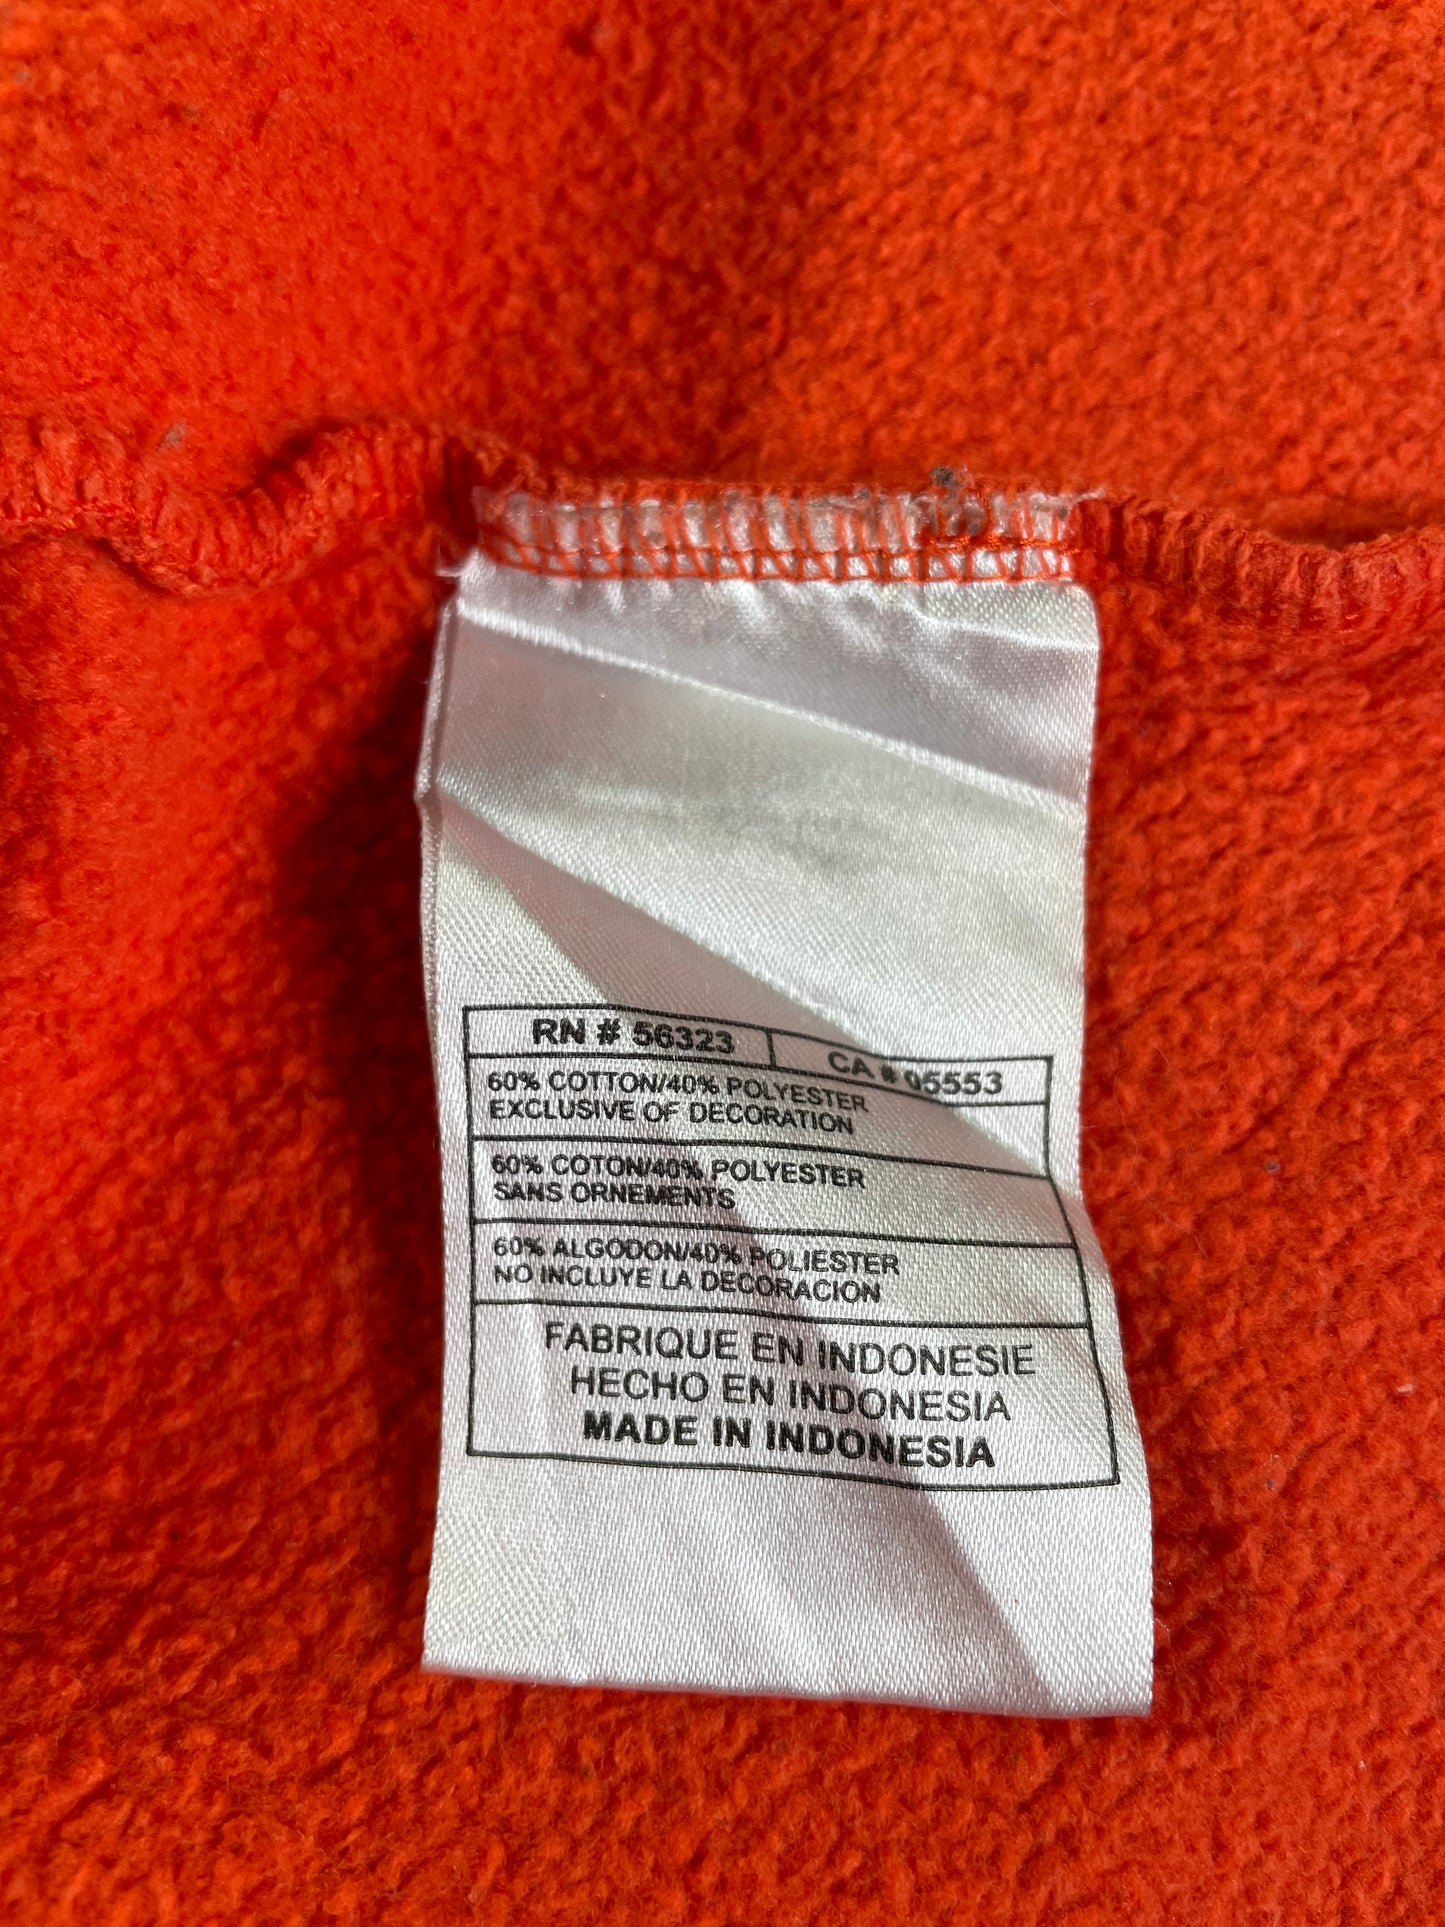 RN # 56323 CA # 05553
60% COTTON/40% POLYESTER
EXCLUSIVE OF DECORATION
60% COTON/40% POLYESTER
SANS ORNEMENTS
60% ALGODON/40% POLIESTER
NO INCLUYE LA DECORACION
FABRIQUE EN INDONESIE
HECHO EN INDONESIA
MADE IN INDONESIA